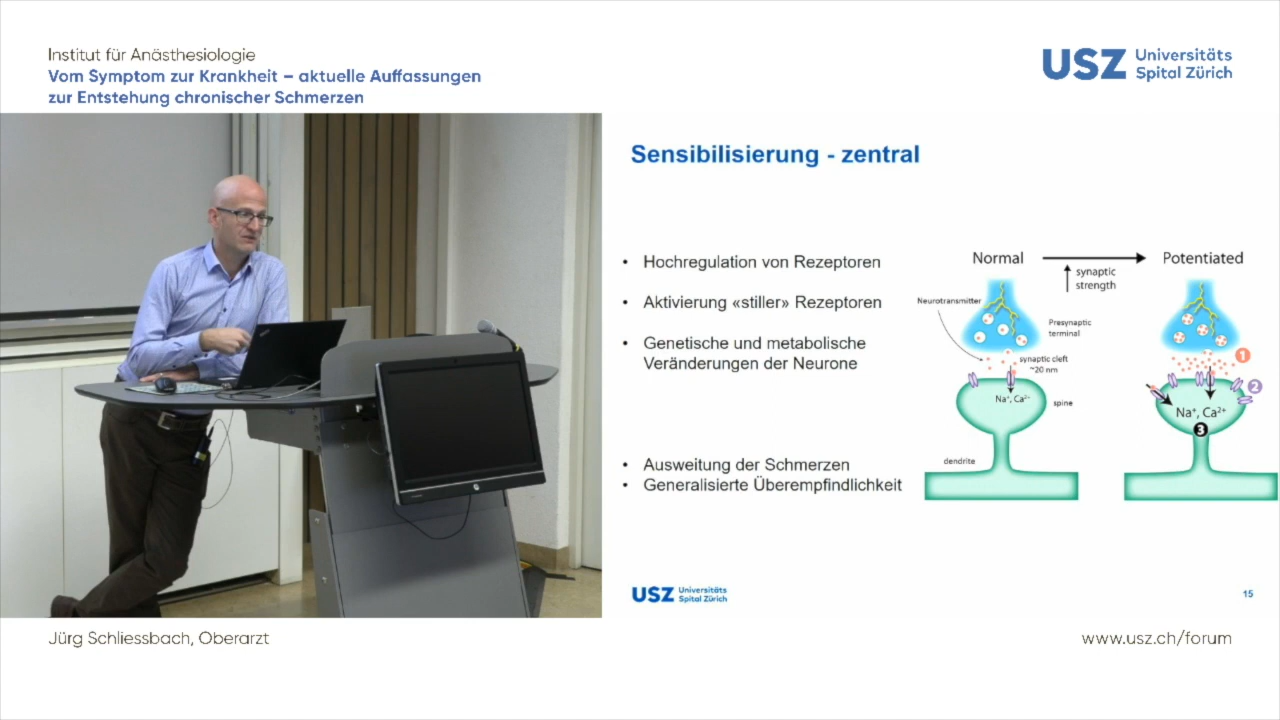 Institut für Anästhesiologie
Vom Symptom zur Krankheit – aktuelle Auffassungen
zur Entstehung chronischer Schmerzen
USZ Universitäts
Spital Zürich
Sensibilisierung - zentral
• Hochregulation von Rezeptoren
• Aktivierung «stiller» Rezeptoren
• Genetische und metabolische
Veränderungen der Neurone
• Ausweitung der Schmerzen
• Generalisierte Überempfindlichkeit
Normal
synaptic
strength
Potentiated
Neurotransmitter
Presynaptic
terminal
synaptic cleft
~20 nm
Na⁺, Ca²⁺
spine
dendrite
1
2
Na⁺, Ca²⁺
3
USZ Universitäts
Spital Zürich
15
Jürg Schliessbach, Oberarzt
www.usz.ch/forum